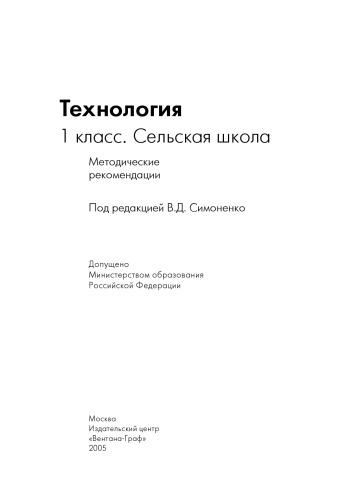 Технология
1 класс. Сельская школа
Методические
рекомендации
Под редакцией В.Д. Симоненко
Допущено
Министерством образования
Российской Федерации
Москва
Издательский центр
«Вентана-Граф»
2005